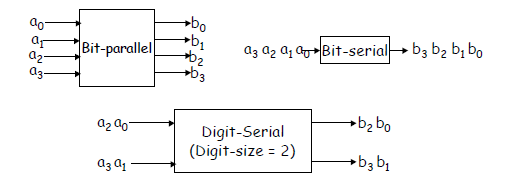 a₀ b₀
a₁ Bit-parallel b₁
a₂ b₂
a₃ b₃
a₃ a₂ a₁ a₀ Bit-serial b₃ b₂ b₁ b₀
a₂ a₀ Digit-Serial b₂ b₀
(Digit-size = 2)
a₃ a₁ b₃ b₁